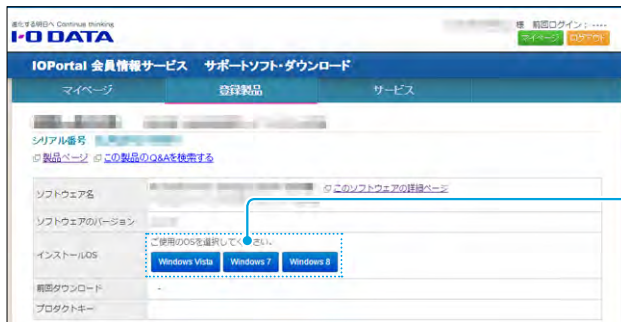 進化する明日へ Continue thinking
I-O DATA
様 前回ログイン：----
マイページ ログアウト
IOPortal 会員情報サービス サポートソフト・ダウンロード
マイページ 登録製品 サービス
シリアル番号
製品ページ この製品のQ&Aを検索する
ソフトウェア名 このソフトウェアの詳細ページ
ソフトウェアのバージョン
インストールOS ご使用のOSを選択してください。
Windows Vista Windows 7 Windows 8
前回ダウンロード -
プロダクトキー